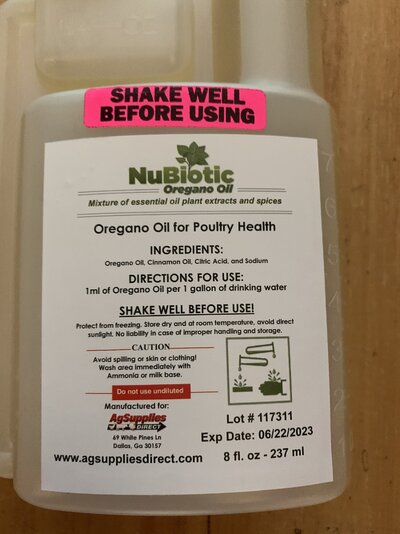 SHAKE WELL
BEFORE USING
NuBiotic
Oregano Oil
Mixture of essential oil plant extracts and spices
Oregano Oil for Poultry Health
INGREDIENTS:
Oregano Oil, Cinnamon Oil, Citric Acid, and Sodium
DIRECTIONS FOR USE:
1ml of Oregano Oil per 1 gallon of drinking water
SHAKE WELL BEFORE USE!
Protect from freezing. Store dry and at room temperature, avoid direct
sunlight. No liability in case of improper handling and storage.
CAUTION
Avoid spilling or skin or clothing!
Wash area immediately with
Ammonia or milk base.
Do not use undiluted
Manufactured for:
AgSupplies
DIRECT
69 White Pines Ln
Dallas, Ga 30157
www.agsuppliesdirect.com
Lot # 117311
Exp Date: 06/22/2023
8 fl. oz - 237 ml
7
6
5